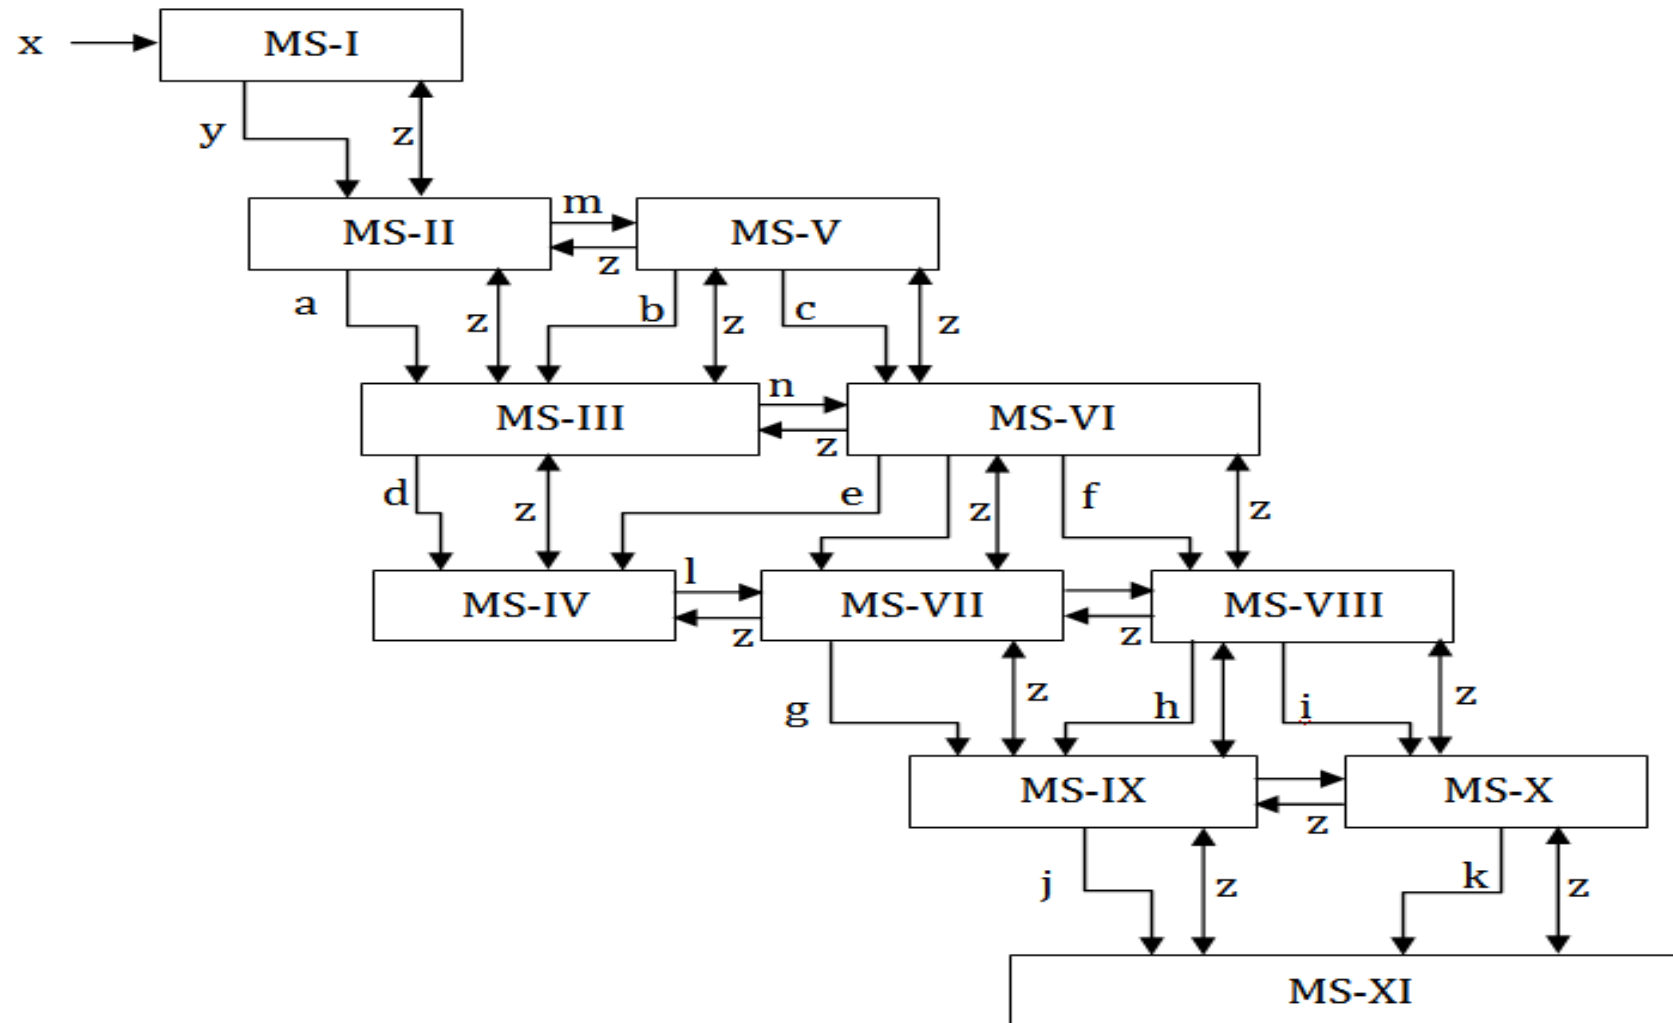 x MS-I
y z
MS-II m MS-V
z
a z b z c z
MS-III n MS-VI
z
d z e z f z
MS-IV l MS-VII MS-VIII
z z
g z h i z
MS-IX MS-X
z
j z k z
MS-XI